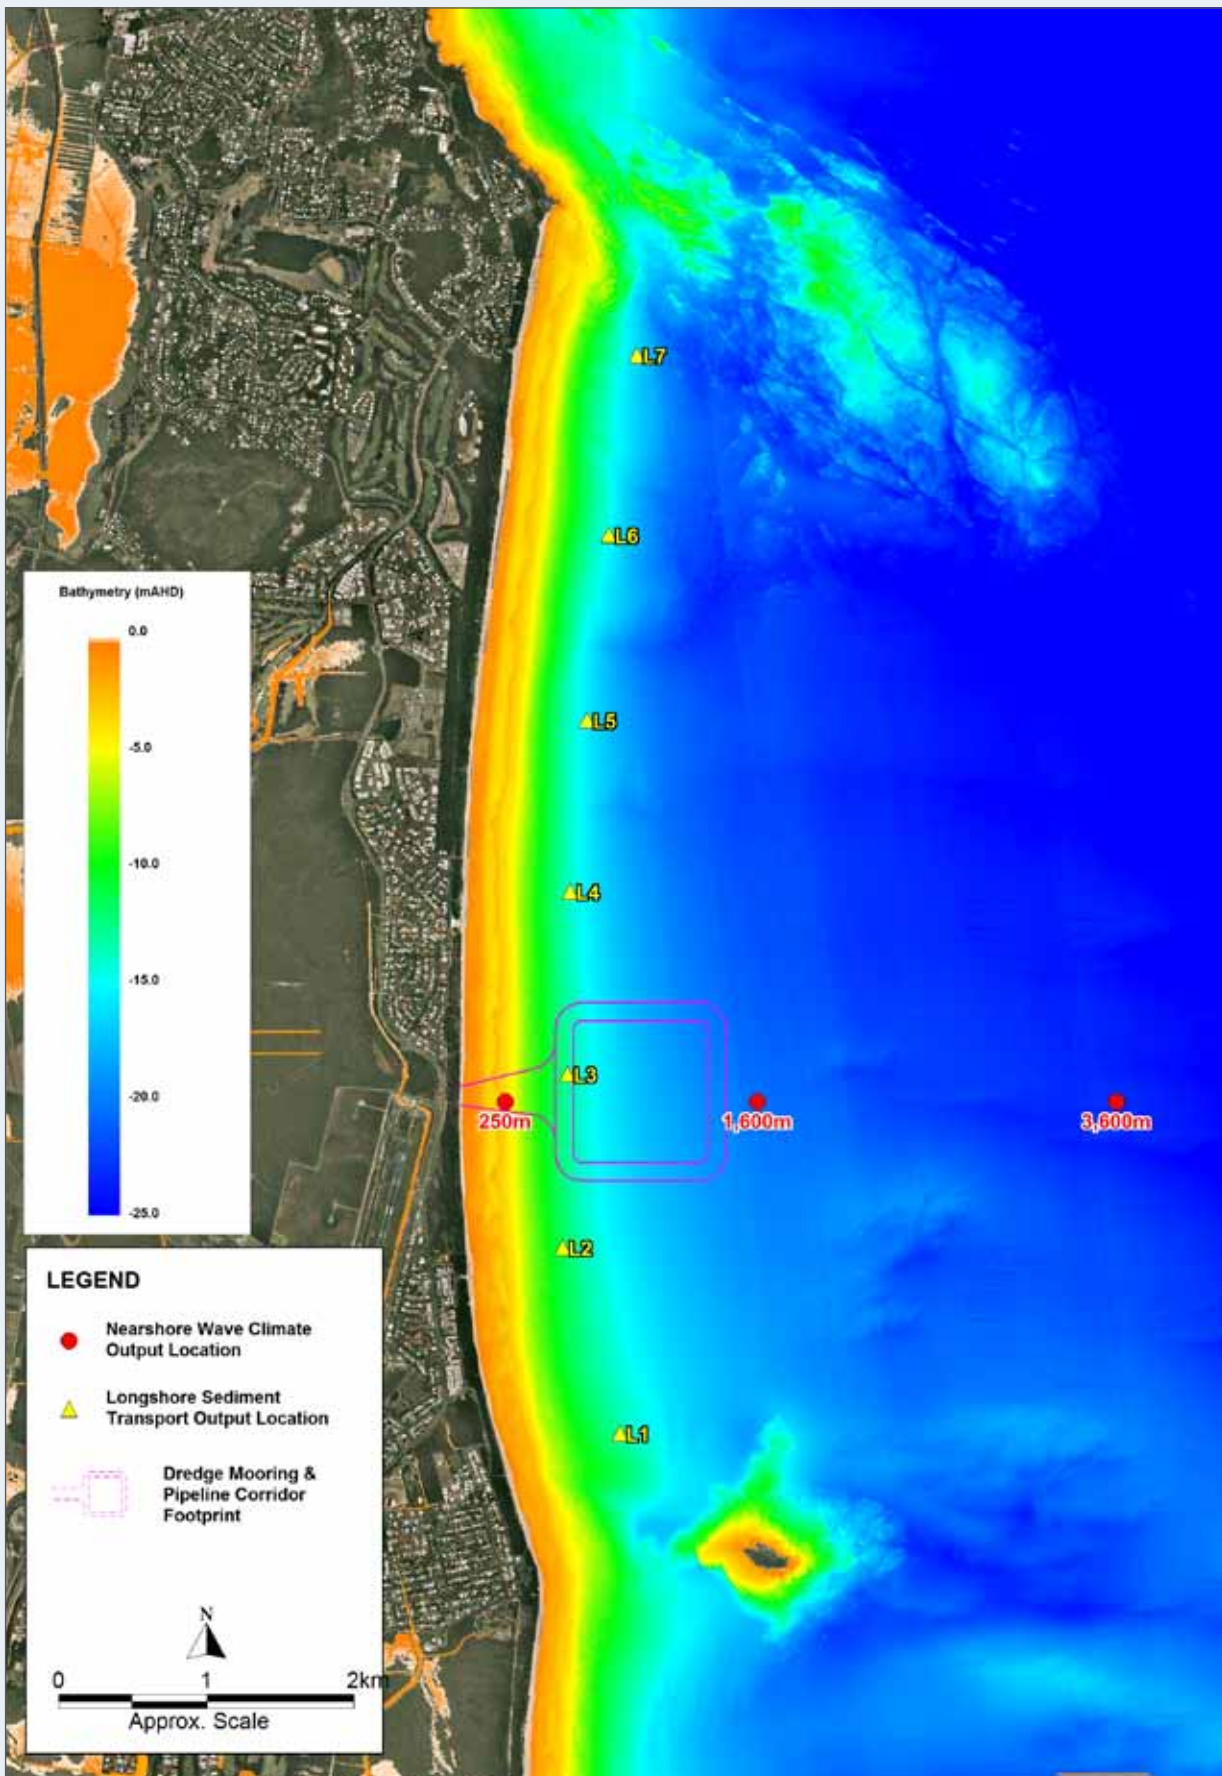 L7
L6
Bathymetry (mAHD)
0.0
-5.0
-10.0
-15.0
-20.0
-25.0
L5
L4
L3
250m
1,600m
3,600m
L2
L1
LEGEND
Nearshore Wave Climate
Output Location
Longshore Sediment
Transport Output Location
Dredge Mooring &
Pipeline Corridor
Footprint
N
0 1 2km
Approx. Scale